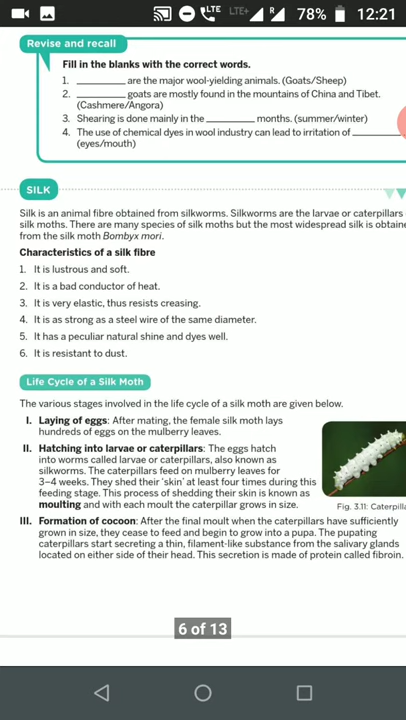 LTE LTE+ R 78% 12:21
Revise and recall
Fill in the blanks with the correct words.
1. ________ are the major wool-yielding animals. (Goats/Sheep)
2. ________ goats are mostly found in the mountains of China and Tibet.
(Cashmere/Angora)
3. Shearing is done mainly in the ________ months. (summer/winter)
4. The use of chemical dyes in wool industry can lead to irritation of ________
(eyes/mouth)
SILK
Silk is an animal fibre obtained from silkworms. Silkworms are the larvae or caterpillars
silk moths. There are many species of silk moths but the most widespread silk is
from the silk moth Bombyx mori.
Characteristics of a silk fibre
1. It is lustrous and soft.
2. It is a bad conductor of heat.
3. It is very elastic, thus resists creasing.
4. It is as strong as a steel wire of the same diameter.
5. It has a peculiar natural shine and dyes well.
6. It is resistant to dust.
Life Cycle of a Silk Moth
The various stages involved in the life cycle of a silk moth are given below.
I. Laying of eggs: After mating, the female silk moth lays
hundreds of eggs on the mulberry leaves.
II. Hatching into larvae or caterpillars: The eggs hatch
into worms called larvae or caterpillars, also known as
silkworms. The caterpillars feed on mulberry leaves for
3–4 weeks. They shed their 'skin' at least four times during this
feeding stage. This process of shedding their skin is known as
moulting and with each moult the caterpillar grows in size.
Fig. 3.11:
III. Formation of cocoon: After the final moult when the caterpillars have sufficiently
grown in size, they cease to feed and begin to grow into a pupa. The pupating
caterpillars start secreting a thin, filament-like substance from the salivary glands
located on either side of their head. This secretion is made of protein called fibroin.
6 of 13